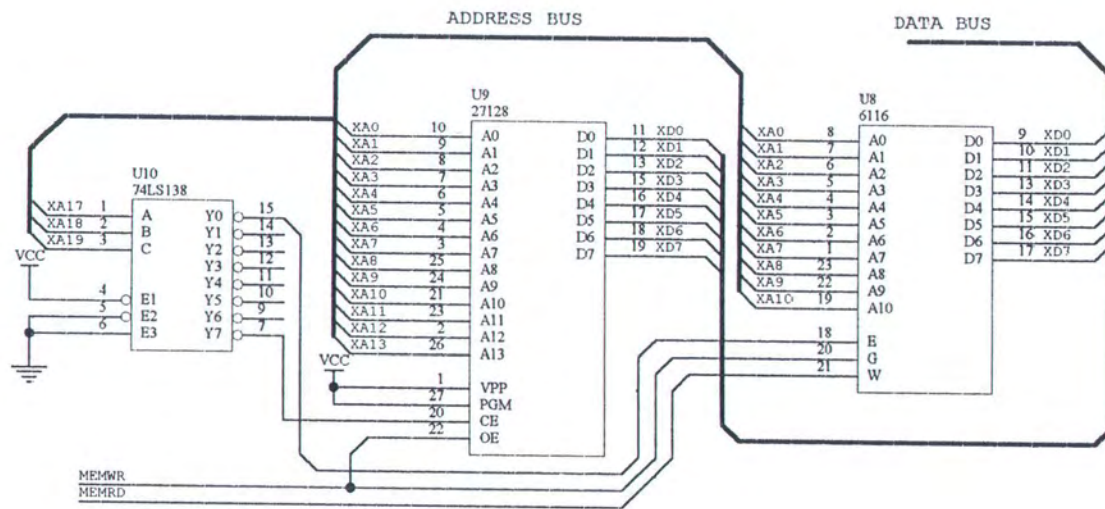 ADDRESS BUS
DATA BUS
U10
74LS138
XA17 1 A
XA18 2 B
XA19 3 C
VCC
4 E1
5 E2
6 E3
Y0 15
Y1 14
Y2 13
Y3 12
Y4 11
Y5 10
Y6 9
Y7 7
U9
27128
XA0 10 A0
XA1 9 A1
XA2 8 A2
XA3 7 A3
XA4 6 A4
XA5 5 A5
XA6 4 A6
XA7 3 A7
XA8 25 A8
XA9 24 A9
XA10 21 A10
XA11 23 A11
XA12 2 A12
XA13 26 A13
VCC
1 VPP
27 PGM
20 CE
22 OE
D0 11 XD0
D1 12 XD1
D2 13 XD2
D3 15 XD3
D4 16 XD4
D5 17 XD5
D6 18 XD6
D7 19 XD7
U8
6116
XA0 8 A0
XA1 7 A1
XA2 6 A2
XA3 5 A3
XA4 4 A4
XA5 3 A5
XA6 2 A6
XA7 1 A7
XA8 23 A8
XA9 22 A9
XA10 19 A10
18 E
20 G
21 W
D0 9 XD0
D1 10 XD1
D2 11 XD2
D3 13 XD3
D4 14 XD4
D5 15 XD5
D6 16 XD6
D7 17 XD7
MEMWR
MEMRD